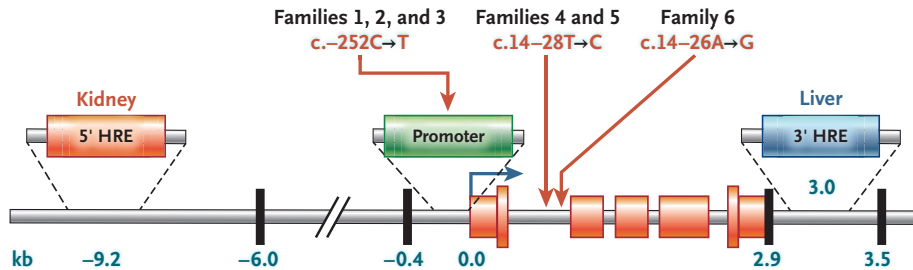 Families 1, 2, and 3
c.–252C→T
Families 4 and 5
c.14–28T→C
Family 6
c.14–26A→G
Kidney
5' HRE
Promoter
Liver
3' HRE
3.0
kb –9.2 –6.0 –0.4 0.0 2.9 3.5